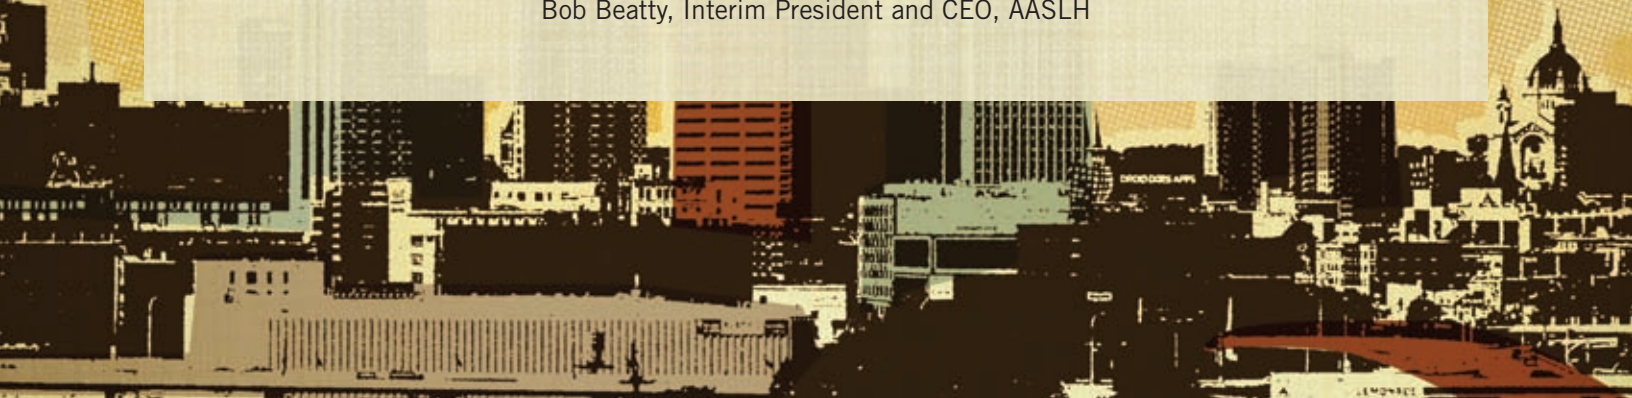 Bob Beatty, Interim President and CEO, AASLH